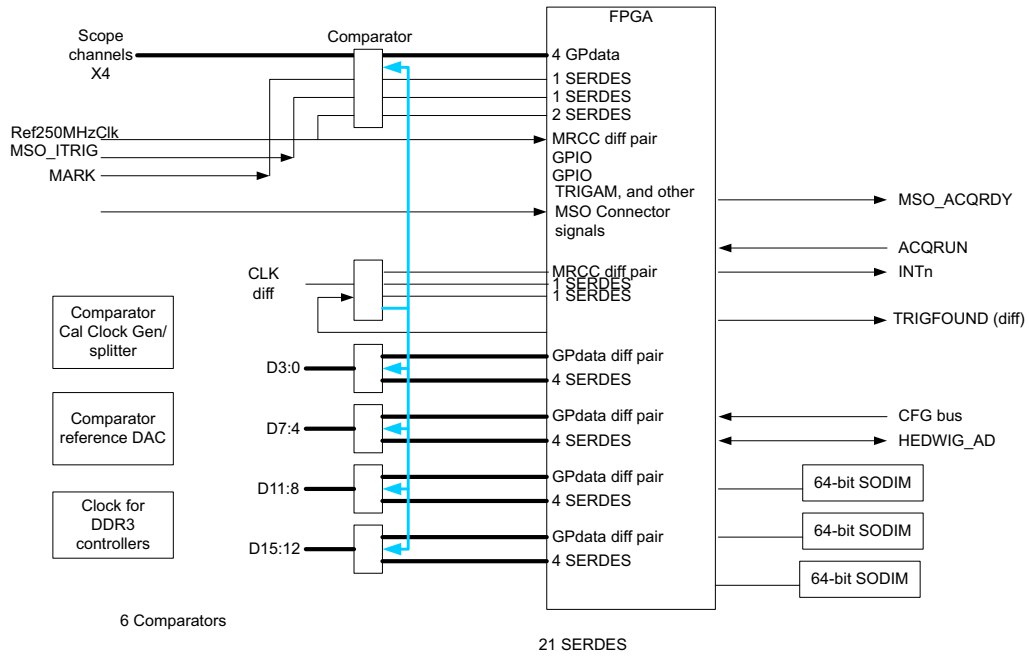 FPGA
Scope
channels
X4
Comparator
4 GPdata
1 SERDES
1 SERDES
2 SERDES
Ref250MHzClk
MRCC diff pair
MSO_ITRIG
GPIO
MARK
GPIO
TRIGAM, and other
MSO Connector
signals
MSO_ACQRDY
ACQRUN
CLK
diff
MRCC diff pair
1 SERDES
1 SERDES
INTn
Comparator
Cal Clock Gen/
splitter
TRIGFOUND (diff)
D3:0
GPdata diff pair
4 SERDES
Comparator
reference DAC
D7:4
GPdata diff pair
4 SERDES
CFG bus
HEDWIG_AD
D11:8
GPdata diff pair
4 SERDES
64-bit SODIM
Clock for
DDR3
controllers
D15:12
GPdata diff pair
4 SERDES
64-bit SODIM
64-bit SODIM
6 Comparators
21 SERDES